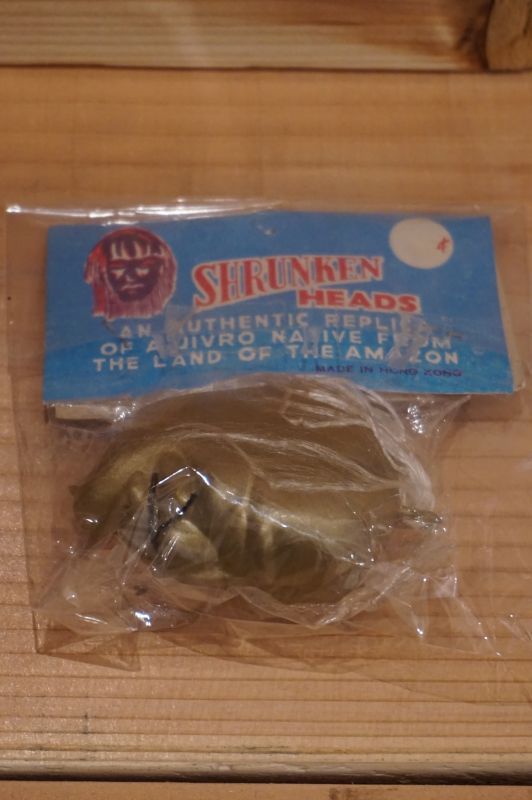 SHRUNKEN
HEADS
AN AUTHENTIC REPLICA
OF A JIVRO NATIVE FROM
THE LAND OF THE AMAZON
MADE IN HONG KONG